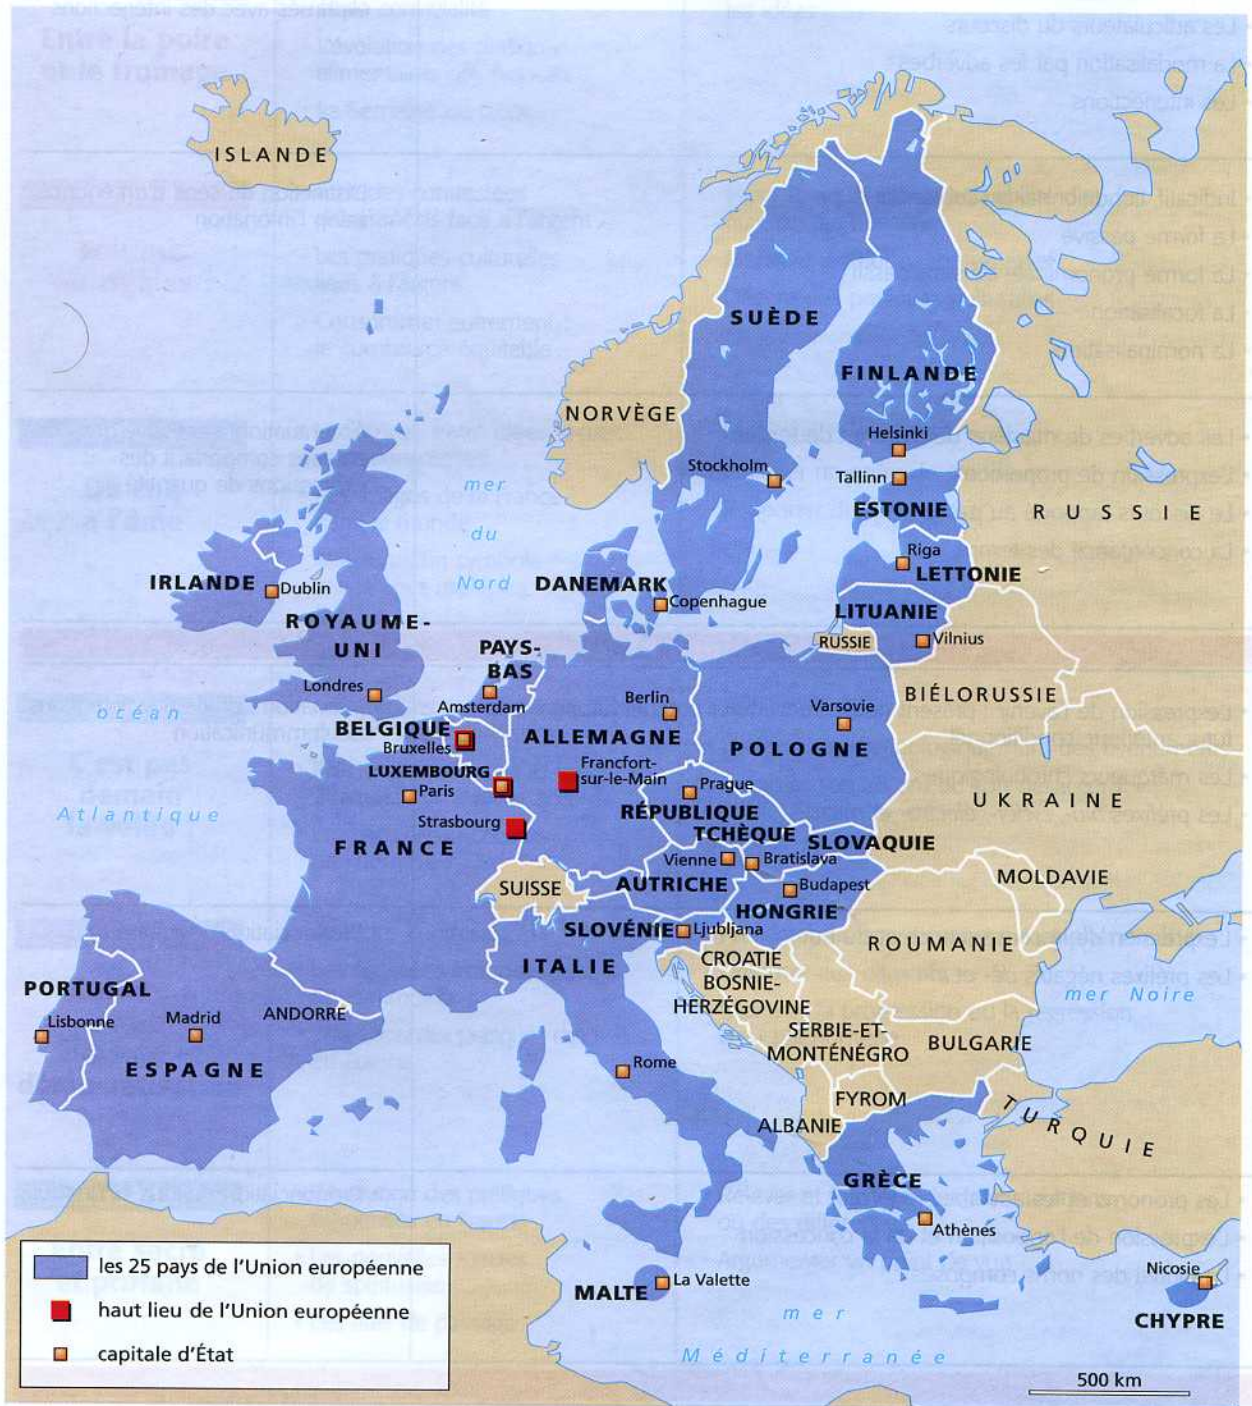 ISLANDE
SUÈDE
FINLANDE
NORVÈGE
Helsinki
Stockholm
Tallinn
ESTONIE
RUSSIE
mer
du
Nord
Riga
LETTONIE
IRLANDE
Dublin
DANEMARK
Copenhague
LITUANIE
RUSSIE
Vilnius
ROYAUME-
UNI
PAYS-
BAS
Londres
Amsterdam
Berlin
Varsovie
BIÉLORUSSIE
océan
Atlantique
BELGIQUE
Bruxelles
ALLEMAGNE
POLOGNE
LUXEMBOURG
Francfort-
sur-le-Main
Paris
Prague
UKRAINE
Strasbourg
RÉPUBLIQUE
TCHÈQUE
SLOVAQUIE
FRANCE
Vienne
Bratislava
MOLDAVIE
SUISSE
AUTRICHE
Budapest
HONGRIE
SLOVÉNIE
Ljubljana
ROUMANIE
ITALIE
CROATIE
BOSNIE-
HERZÉGOVINE
mer Noire
PORTUGAL
Lisbonne
Madrid
ANDORRE
SERBIE-ET-
MONTÉNÉGRO
BULGARIE
ESPAGNE
Rome
FYROM
ALBANIE
TURQUIE
GRÈCE
Athènes
MALTE
La Valette
Nicosie
CHYPRE
mer
Méditerranée
les 25 pays de l'Union européenne
haut lieu de l'Union européenne
capitale d'État
500 km